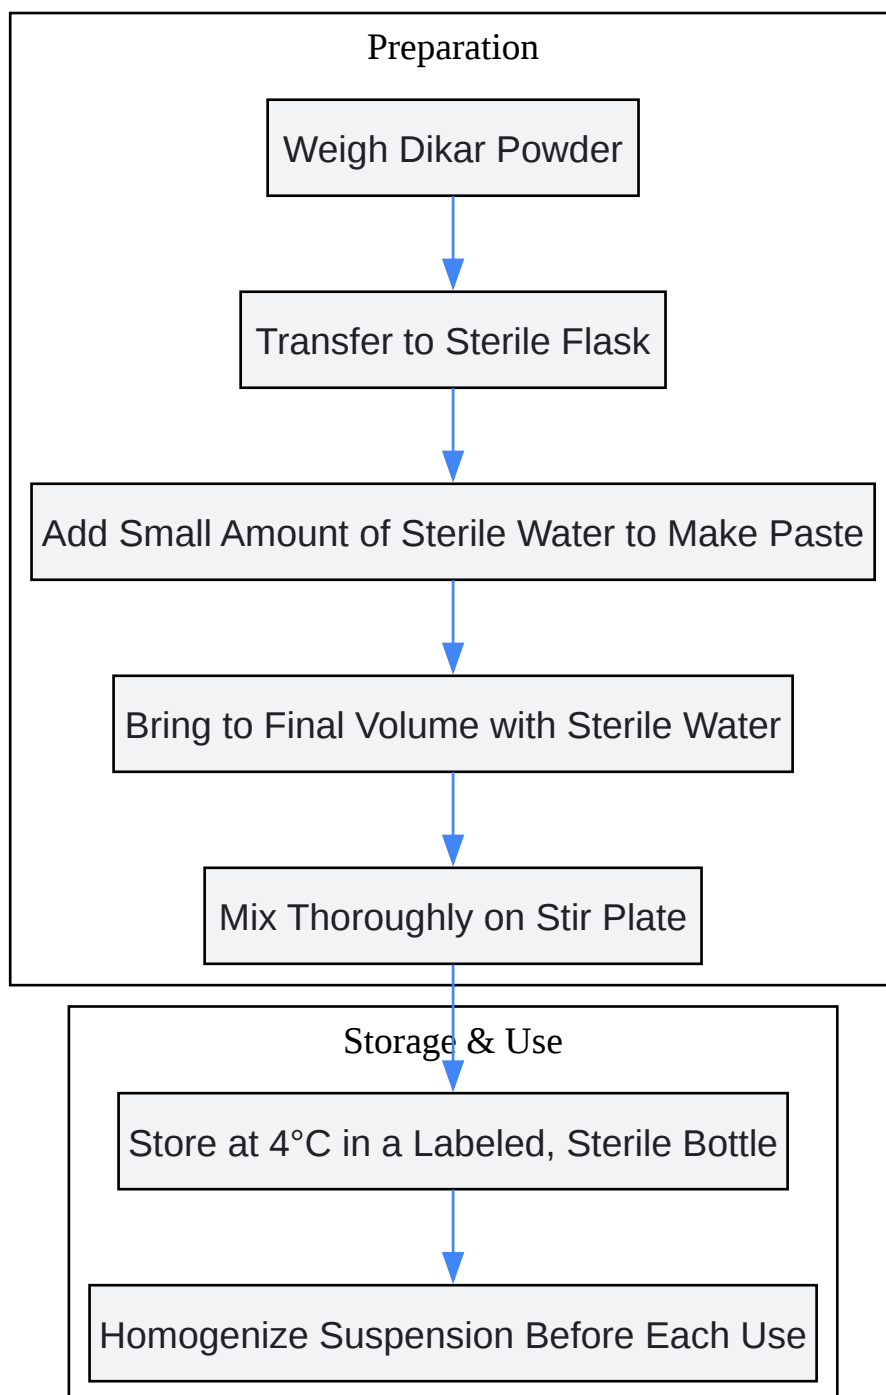 Preparation
Weigh Dikar Powder
Transfer to Sterile Flask
Add Small Amount of Sterile Water to Make Paste
Bring to Final Volume with Sterile Water
Mix Thoroughly on Stir Plate
Storage & Use
Store at 4°C in a Labeled, Sterile Bottle
Homogenize Suspension Before Each Use